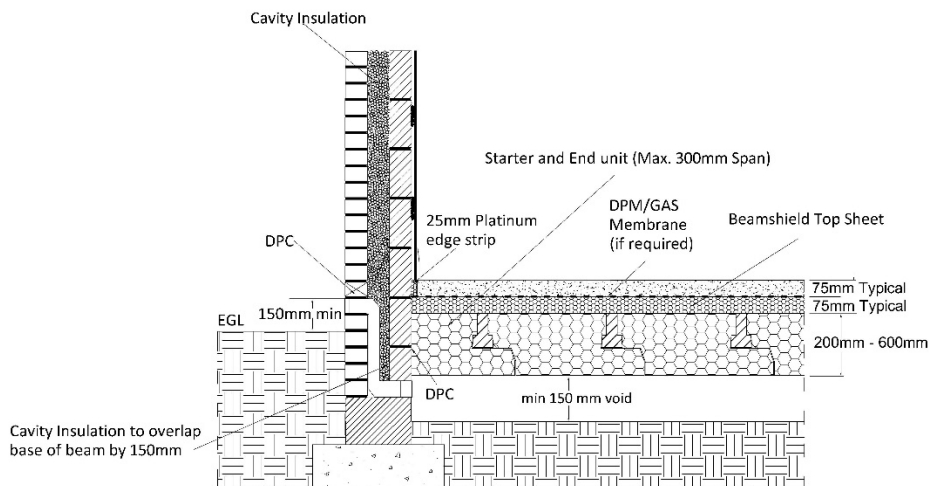 Cavity Insulation
Starter and End unit (Max. 300mm Span)
25mm Platinum
edge strip
DPM/GAS
Membrane
(if required)
Beamshield Top Sheet
DPC
75mm Typical
150mm min
75mm Typical
EGL
200mm - 600mm
DPC
min 150 mm void
Cavity Insulation to overlap
base of beam by 150mm